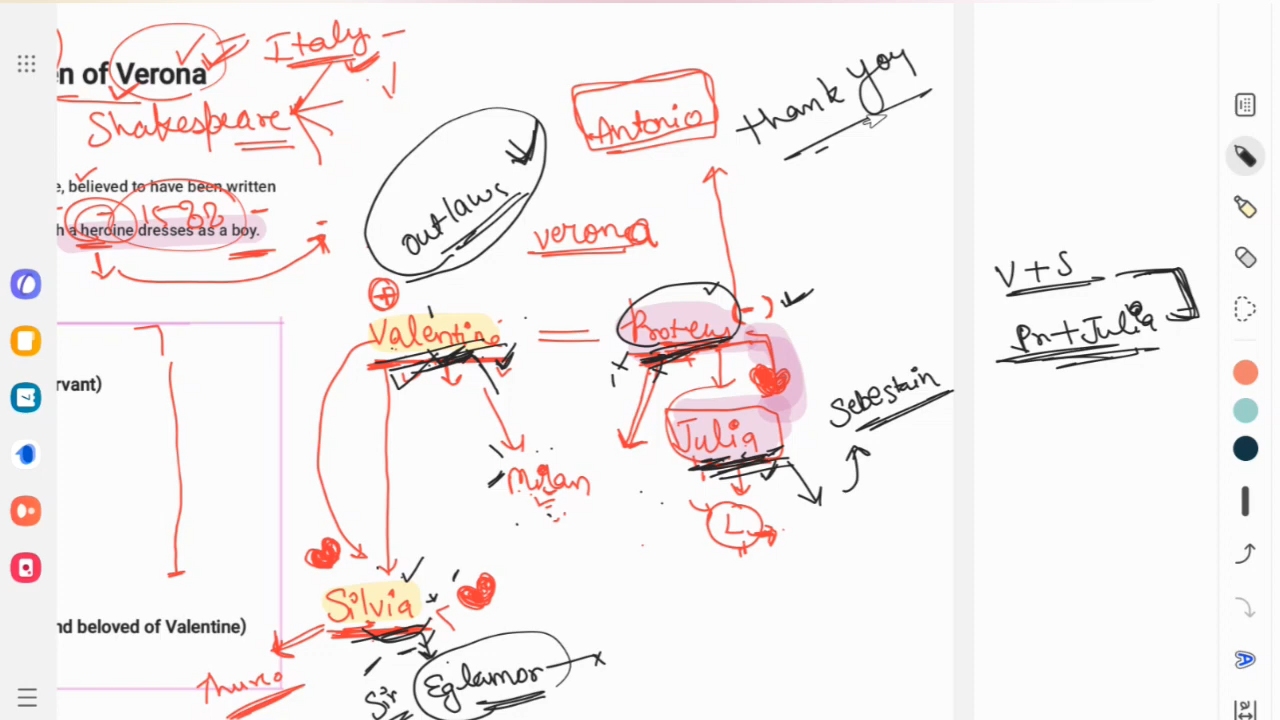 Italy
en of Verona
Shakespeare
Antonio
thank you
e, believed to have been written
1588
h a heroine dresses as a boy.
outlaws
verona
V + S
Valentine
Proteus
Pr + Julia
rvant)
Sebestain
Julia
Milan
L
Silvia
nd beloved of Valentine)
Thurio
Sir Eglamor